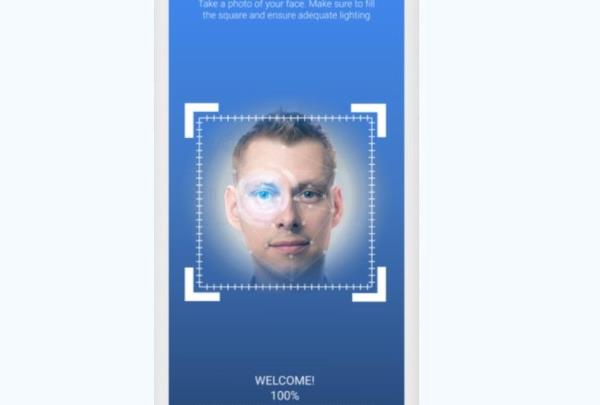 Take a photo of your face. Make sure to fill
the square and ensure adequate lighting
WELCOME!
100%